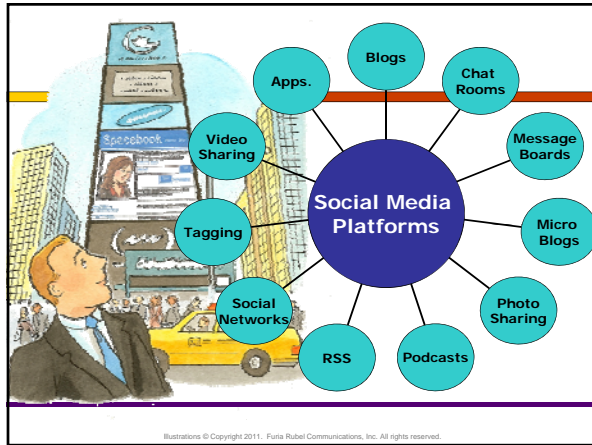 Blogs
Apps.
Chat
Rooms
Video
Sharing
Message
Boards
Spacebook
Social Media
Platforms
Tagging
Micro
Blogs
Social
Networks
Photo
Sharing
RSS
Podcasts
Illustrations © Copyright 2011. Furia Rubel Communications, Inc. All rights reserved.